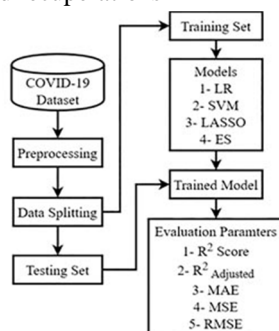 COVID-19
Dataset
Preprocessing
Data Splitting
Testing Set
Training Set
Models
1- LR
2- SVM
3- LASSO
4- ES
Trained Model
Evaluation Paramters
1- R² Score
2- R² Adjusted
3- MAE
4- MSE
5- RMSE